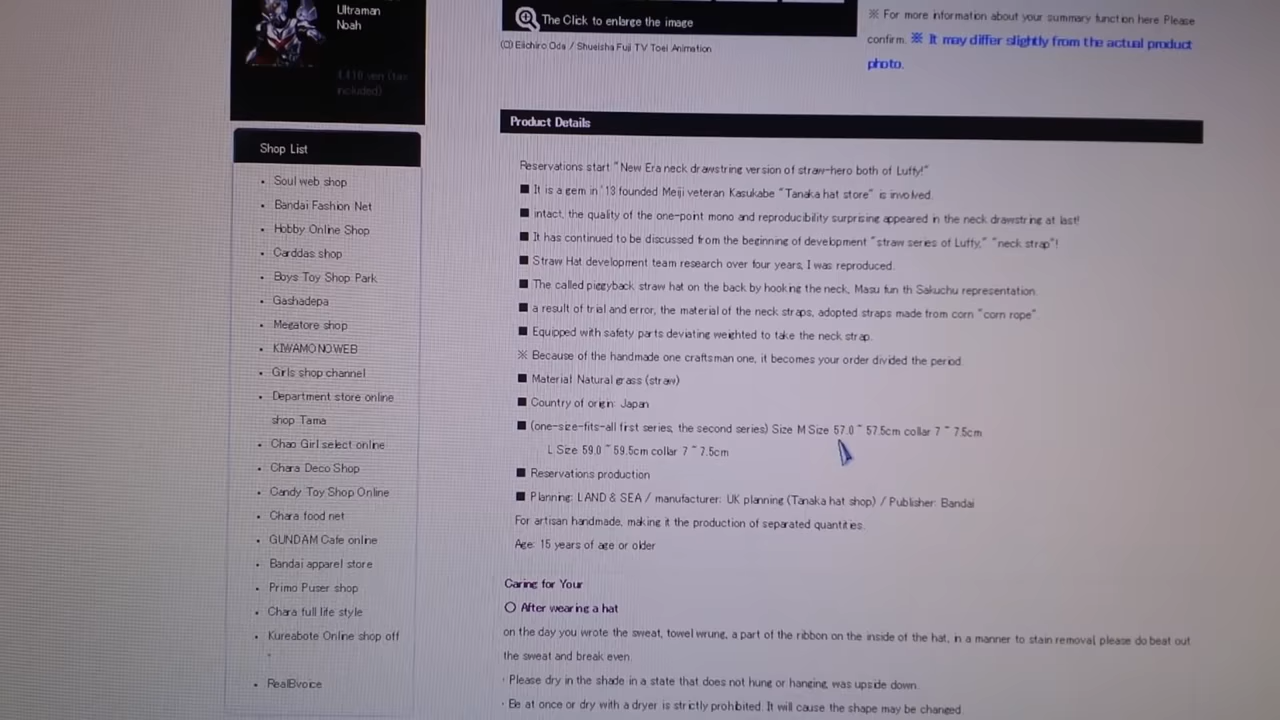 Ultraman
Noah
4,410 yen (tax
included)
Shop List
Soul web shop
Bandai Fashion Net
Hobby Online Shop
Carddas shop
Boys Toy Shop Park
Gashadepa
Megatore shop
KIWAMONOWEB
Girls shop channel
Department store online
shop Tama
Chao Girl select online
Chara Deco Shop
Candy Toy Shop Online
Chara food net
GUNDAM Cafe online
Bandai apparel store
Primo Puser shop
Chara full life style
Kureabote Online shop off
"
RealBvoice
The Click to enlarge the image
(C) Eiichiro Oda / Shueisha Fuji TV Toei Animation
※ For more information about your summary function here Please
confirm. ※ It may differ slightly from the actual product
photo.
Product Details
Reservations start "New Era neck drawstring version of straw-hero both of Luffy!"
■ It is a gem in '13 founded Meiji veteran Kasukabe "Tanaka hat store" is involved.
■ intact, the quality of the one-point mono and reproducibility surprising appeared in the neck drawstring at last!
■ It has continued to be discussed from the beginning of development "straw series of Luffy," "neck strap"!
■ Straw Hat development team research over four years, I was reproduced.
■ The called piggyback straw hat on the back by hooking the neck, Masu fun th Sakuchu representation.
■ a result of trial and error, the material of the neck straps, adopted straps made from corn "corn rope".
■ Equipped with safety parts deviating weighted to take the neck strap.
※ Because of the handmade one craftsman one, it becomes your order divided the period.
■ Material: Natural grass (straw)
■ Country of origin: Japan
■ (one-size-fits-all first series, the second series) Size M Size 57.0 ~ 57.5cm collar 7 ~ 7.5cm
L Size 59.0 ~ 59.5cm collar 7 ~ 7.5cm
■ Reservations production
■ Planning: LAND & SEA / manufacturer: UK planning (Tanaka hat shop) / Publisher: Bandai
For artisan handmade, making it the production of separated quantities.
Age: 15 years of age or older
Caring for Your
○ After wearing a hat
on the day you wrote the sweat, towel wrung, a part of the ribbon on the inside of the hat, in a manner to stain removal, please do beat out
the sweat and break even.
· Please dry in the shade in a state that does not hung or hanging, was upside down.
· Be at once or dry with a dryer is strictly prohibited. It will cause the shape may be changed.